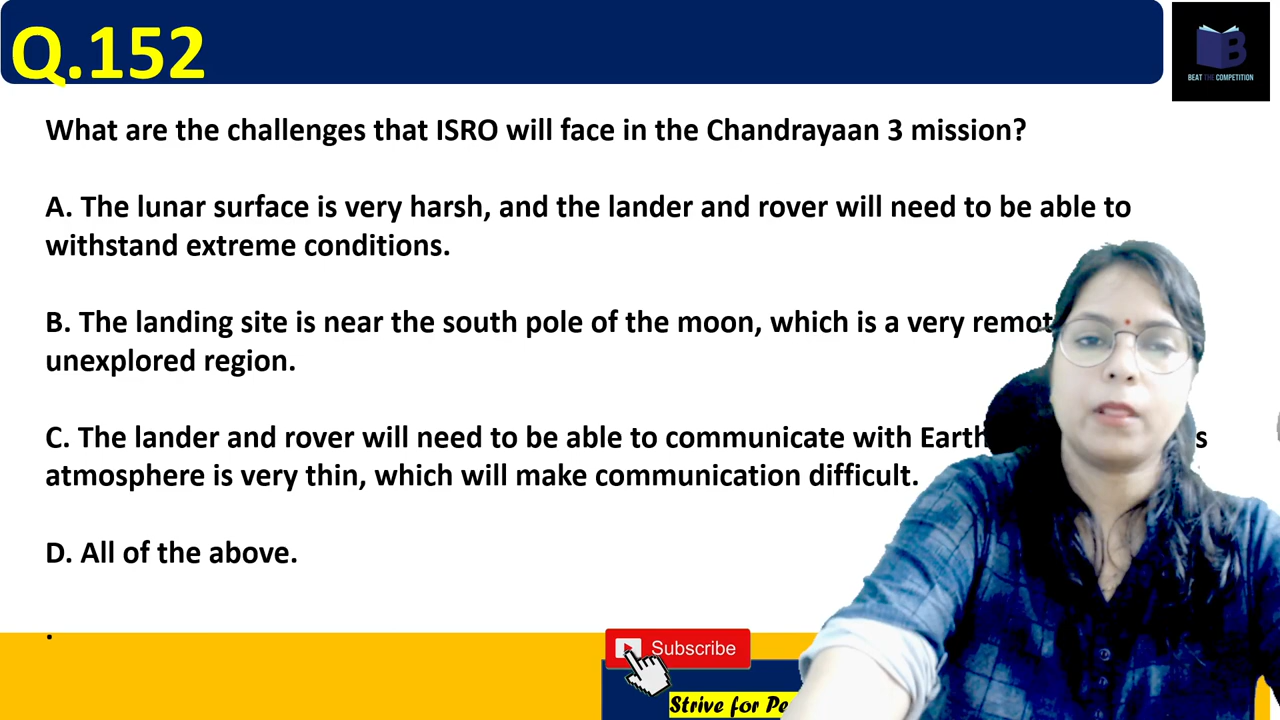 Q.152
BEAT THE COMPETITION
What are the challenges that ISRO will face in the Chandrayaan 3 mission?
A. The lunar surface is very harsh, and the lander and rover will need to be able to
withstand extreme conditions.
B. The landing site is near the south pole of the moon, which is a very
unexplored region.
C. The lander and rover will need to be able to communicate with Earth
atmosphere is very thin, which will make communication difficult.
D. All of the above.
.
Subscribe
Strive for